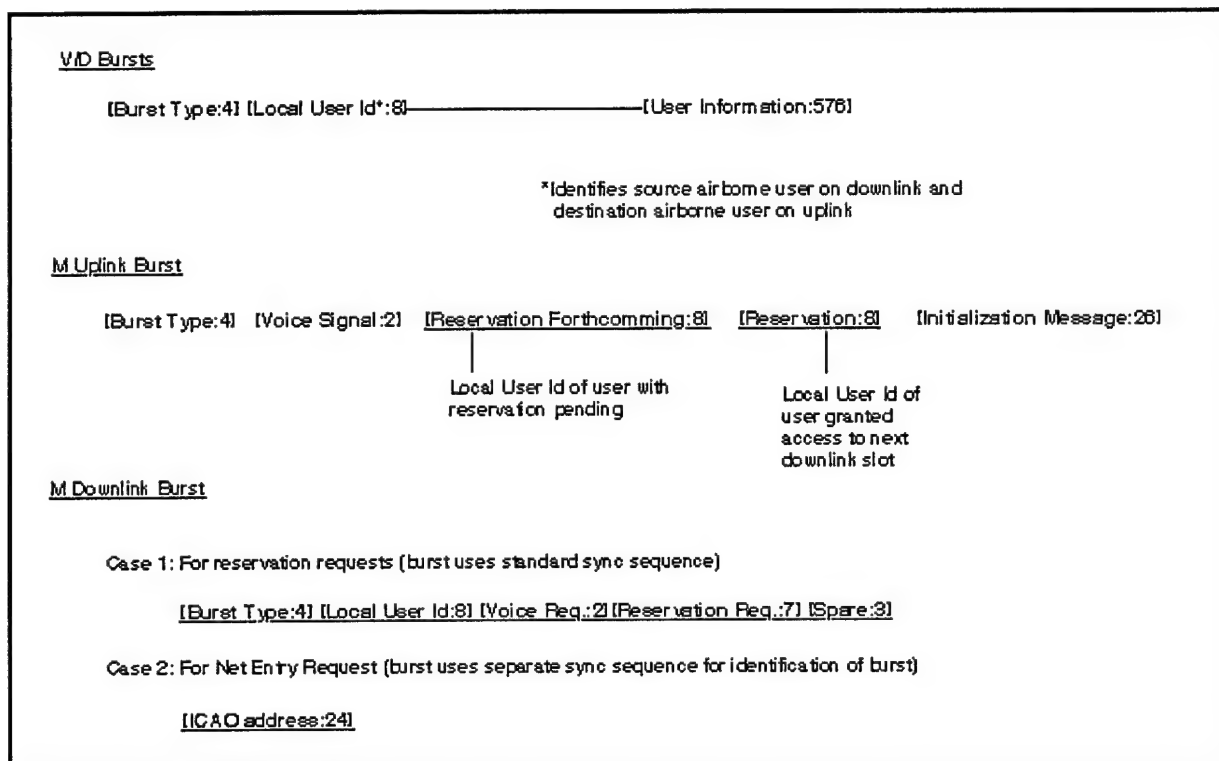 V/D Bursts
[Burst Type:4] [Local User Id*:8] [User Information:576]
*Identifies source airborne user on downlink and
destination airborne user on uplink
M Uplink Burst
[Burst Type:4] [Voice Signal:2] [Reservation Forthcomming:8] [Reservation:8] [Initialization Message:26]
Local User Id of user with
reservation pending
Local User Id of
user granted
access to next
downlink slot
M Downlink Burst
Case 1: For reservation requests (burst uses standard sync sequence)
[Burst Type:4] [Local User Id:8] [Voice Req.:2] [Reservation Req.:7] [Spare:3]
Case 2: For Net Entry Request (burst uses separate sync sequence for identification of burst)
[ICAO address:24]